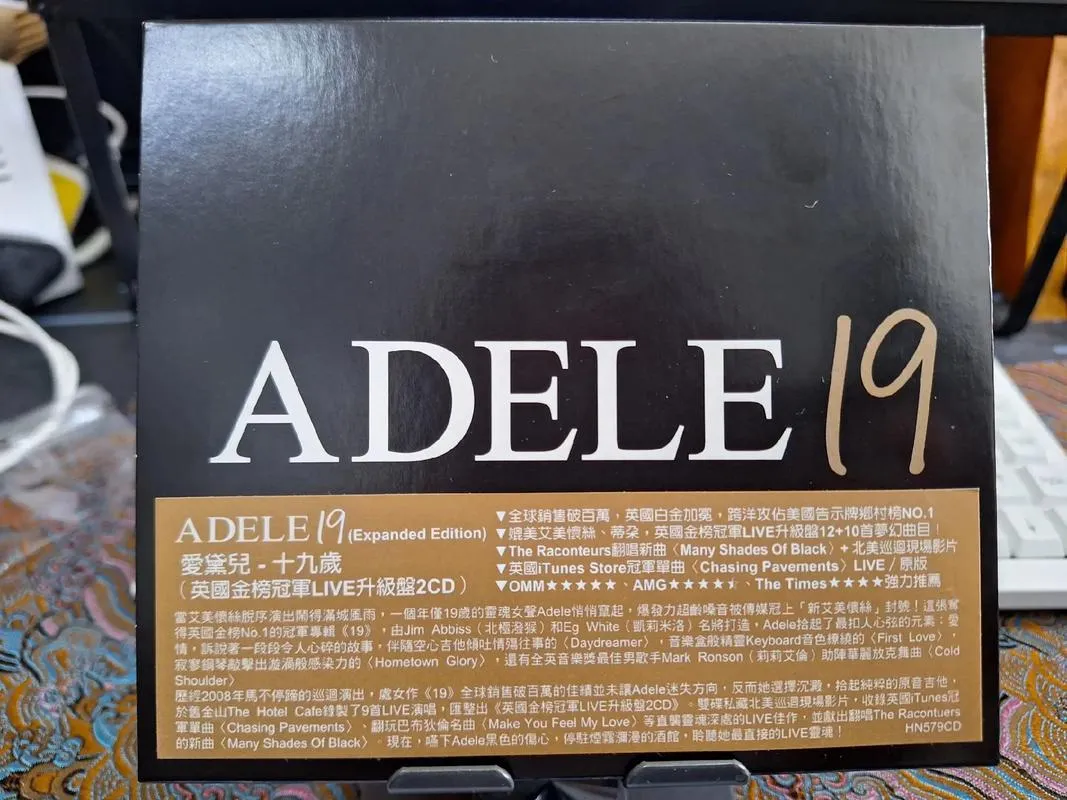 ADELE 19
ADELE 19 (Expanded Edition)
愛黛兒 - 十九歲
(英國金榜冠軍LIVE升級盤2CD)
▼全球銷售破百萬，英國白金加冕，跨洋攻佔美國告示牌鄉村榜NO.1
▼媲美艾美懷絲、蒂朵，英國金榜冠軍LIVE升級盤12+10首夢幻曲目！
▼The Raconteurs翻唱新曲〈Many Shades Of Black〉+ 北美巡迴現場影片
▼英國iTunes Store冠軍單曲〈Chasing Pavements〉LIVE / 原版
▼OMM★★★★★、AMG★★★★⯪、The Times★★★★強力推薦
當艾美懷絲脫序演出鬧得滿城風雨，一個年僅19歲的靈魂女聲Adele悄悄竄起，爆發力超齡嗓音被傳媒冠上「新艾美懷絲」封號！這張奪
得英國金榜No.1的冠軍專輯《19》，由Jim Abbiss（北極潑猴）和Eg White（凱莉米洛）名將打造，Adele拾起了最扣人心弦的元素：愛
情，訴說著一段段令人心碎的故事，伴隨空心吉他傾吐情殤往事的〈Daydreamer〉，音樂盒般精靈Keyboard音色繚繞的〈First Love〉，
寂寥鋼琴敲擊出漩渦般感染力的〈Hometown Glory〉，還有全英音樂獎最佳男歌手Mark Ronson（莉莉艾倫）助陣華麗放克舞曲〈Cold
Shoulder〉
歷經2008年馬不停蹄的巡迴演出，處女作《19》全球銷售破百萬的佳績並未讓Adele迷失方向，反而她選擇沉澱，拾起純粹的原音吉他，
於舊金山The Hotel Cafe錄製了9首LIVE演唱，匯整出《英國金榜冠軍LIVE升級盤2CD》。雙碟私藏北美巡迴現場影片，收錄英國iTunes冠
軍單曲〈Chasing Pavements〉、翻玩巴布狄倫名曲〈Make You Feel My Love〉等直襲靈魂深處的LIVE佳作，並獻出翻唱The Racontuers
的新曲〈Many Shades Of Black〉。現在，嚥下Adele黑色的傷心，停駐煙霧瀰漫的酒館，聆聽她最直接的LIVE靈魂！
HN579CD